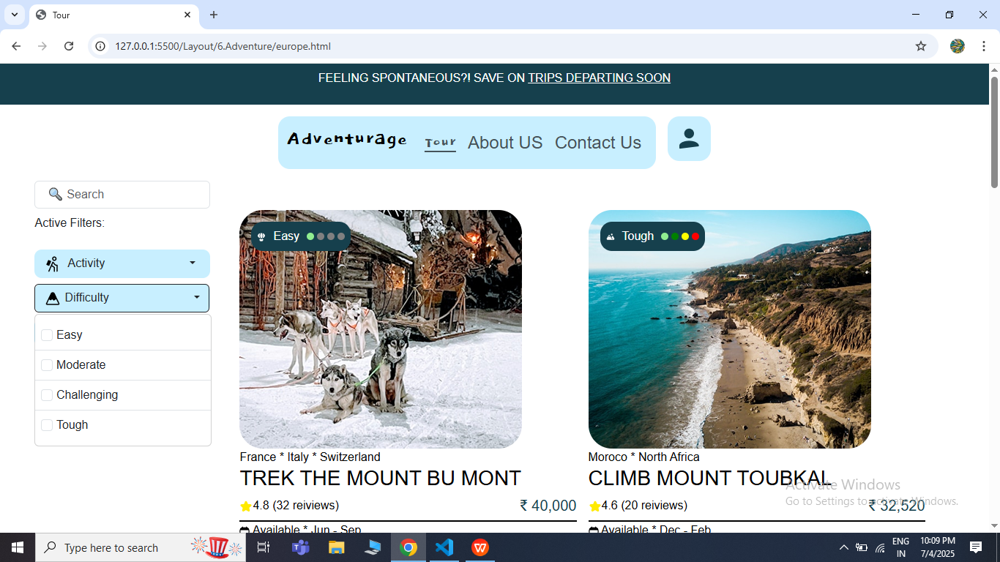 Tour
127.0.0.1:5500/Layout/6.Adventure/europe.html
FEELING SPONTANEOUS?! SAVE ON TRIPS DEPARTING SOON
Adventurage Tour About US Contact Us
Search
Active Filters:
Activity
Difficulty
Easy
Moderate
Challenging
Tough
Easy
France * Italy * Switzerland
TREK THE MOUNT BU MONT
4.8 (32 reiviews) ₹ 40,000
Available * Jun - Sep
Tough
Moroco * North Africa
CLIMB MOUNT TOUBKAL
4.6 (20 reiviews) ₹ 32,520
Available * Dec - Feb
Activate Windows
Go to Settings to activate Windows.
Type here to search
ENG
IN
10:09 PM
7/4/2025